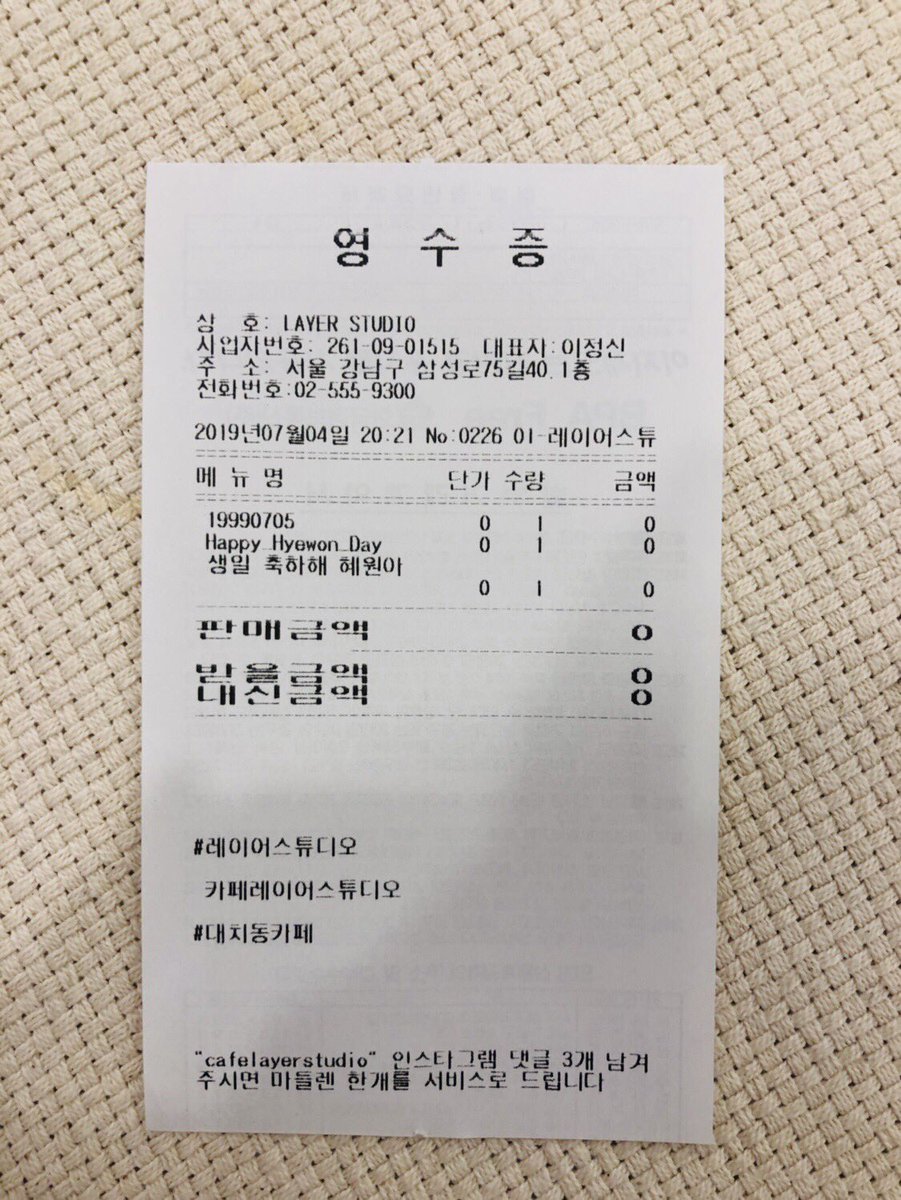 영 수 증
상 호: LAYER STUDIO
사업자번호: 261-09-01515 대표자:이정신
주 소: 서울 강남구 삼성로75길40.1층
전화번호:02-555-9300
2019년07월04일 20:21 No:0226 01-레이어스튜
메 뉴 명 단가 수량 금액
19990705 0 1 0
Happy_Hyewon_Day 0 1 0
생일 축하해 혜원아
0 1 0
판매금액 0
받을금액 0
내신금액 0
#레이어스튜디오
카페레이어스튜디오
#대치동카페
"cafelayerstudio" 인스타그램 댓글 3개 남겨
주시면 마들렌 한개를 서비스로 드립니다